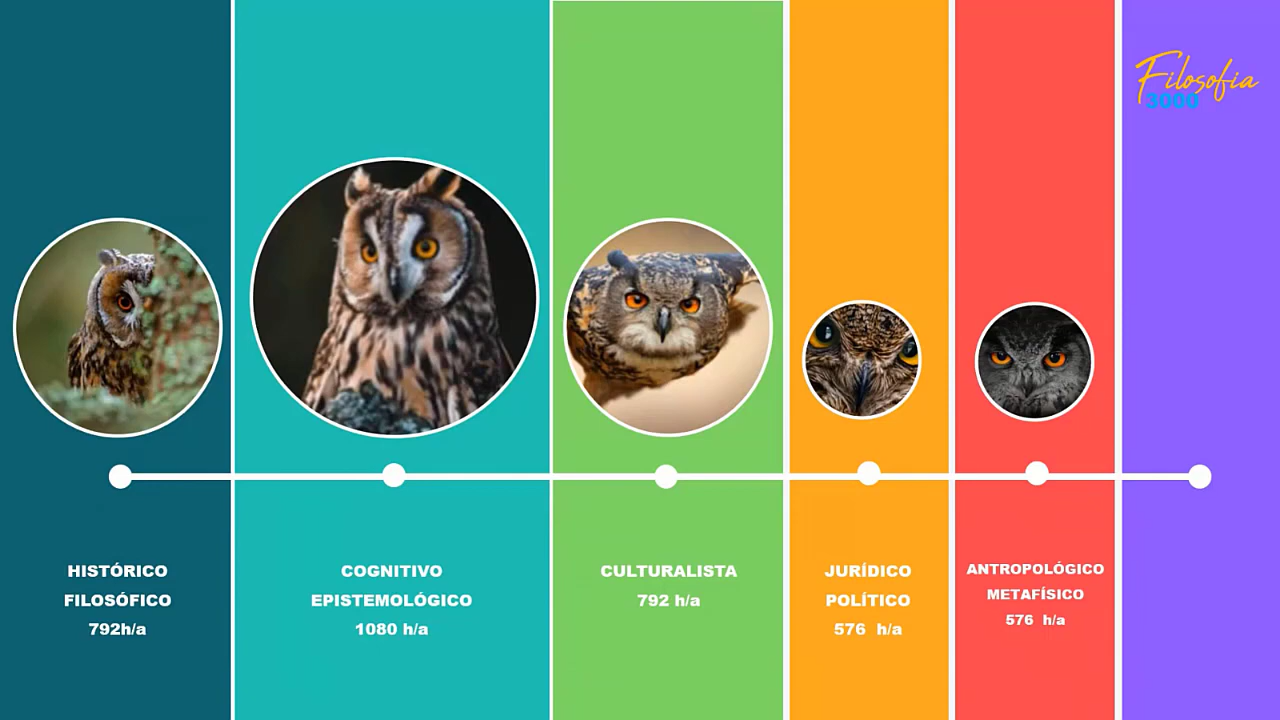 Filosofia
3000
HISTÓRICO
FILOSÓFICO
792h/a
COGNITIVO
EPISTEMOLÓGICO
1080 h/a
CULTURALISTA
792 h/a
JURÍDICO
POLÍTICO
576 h/a
ANTROPOLÓGICO
METAFÍSICO
576 h/a